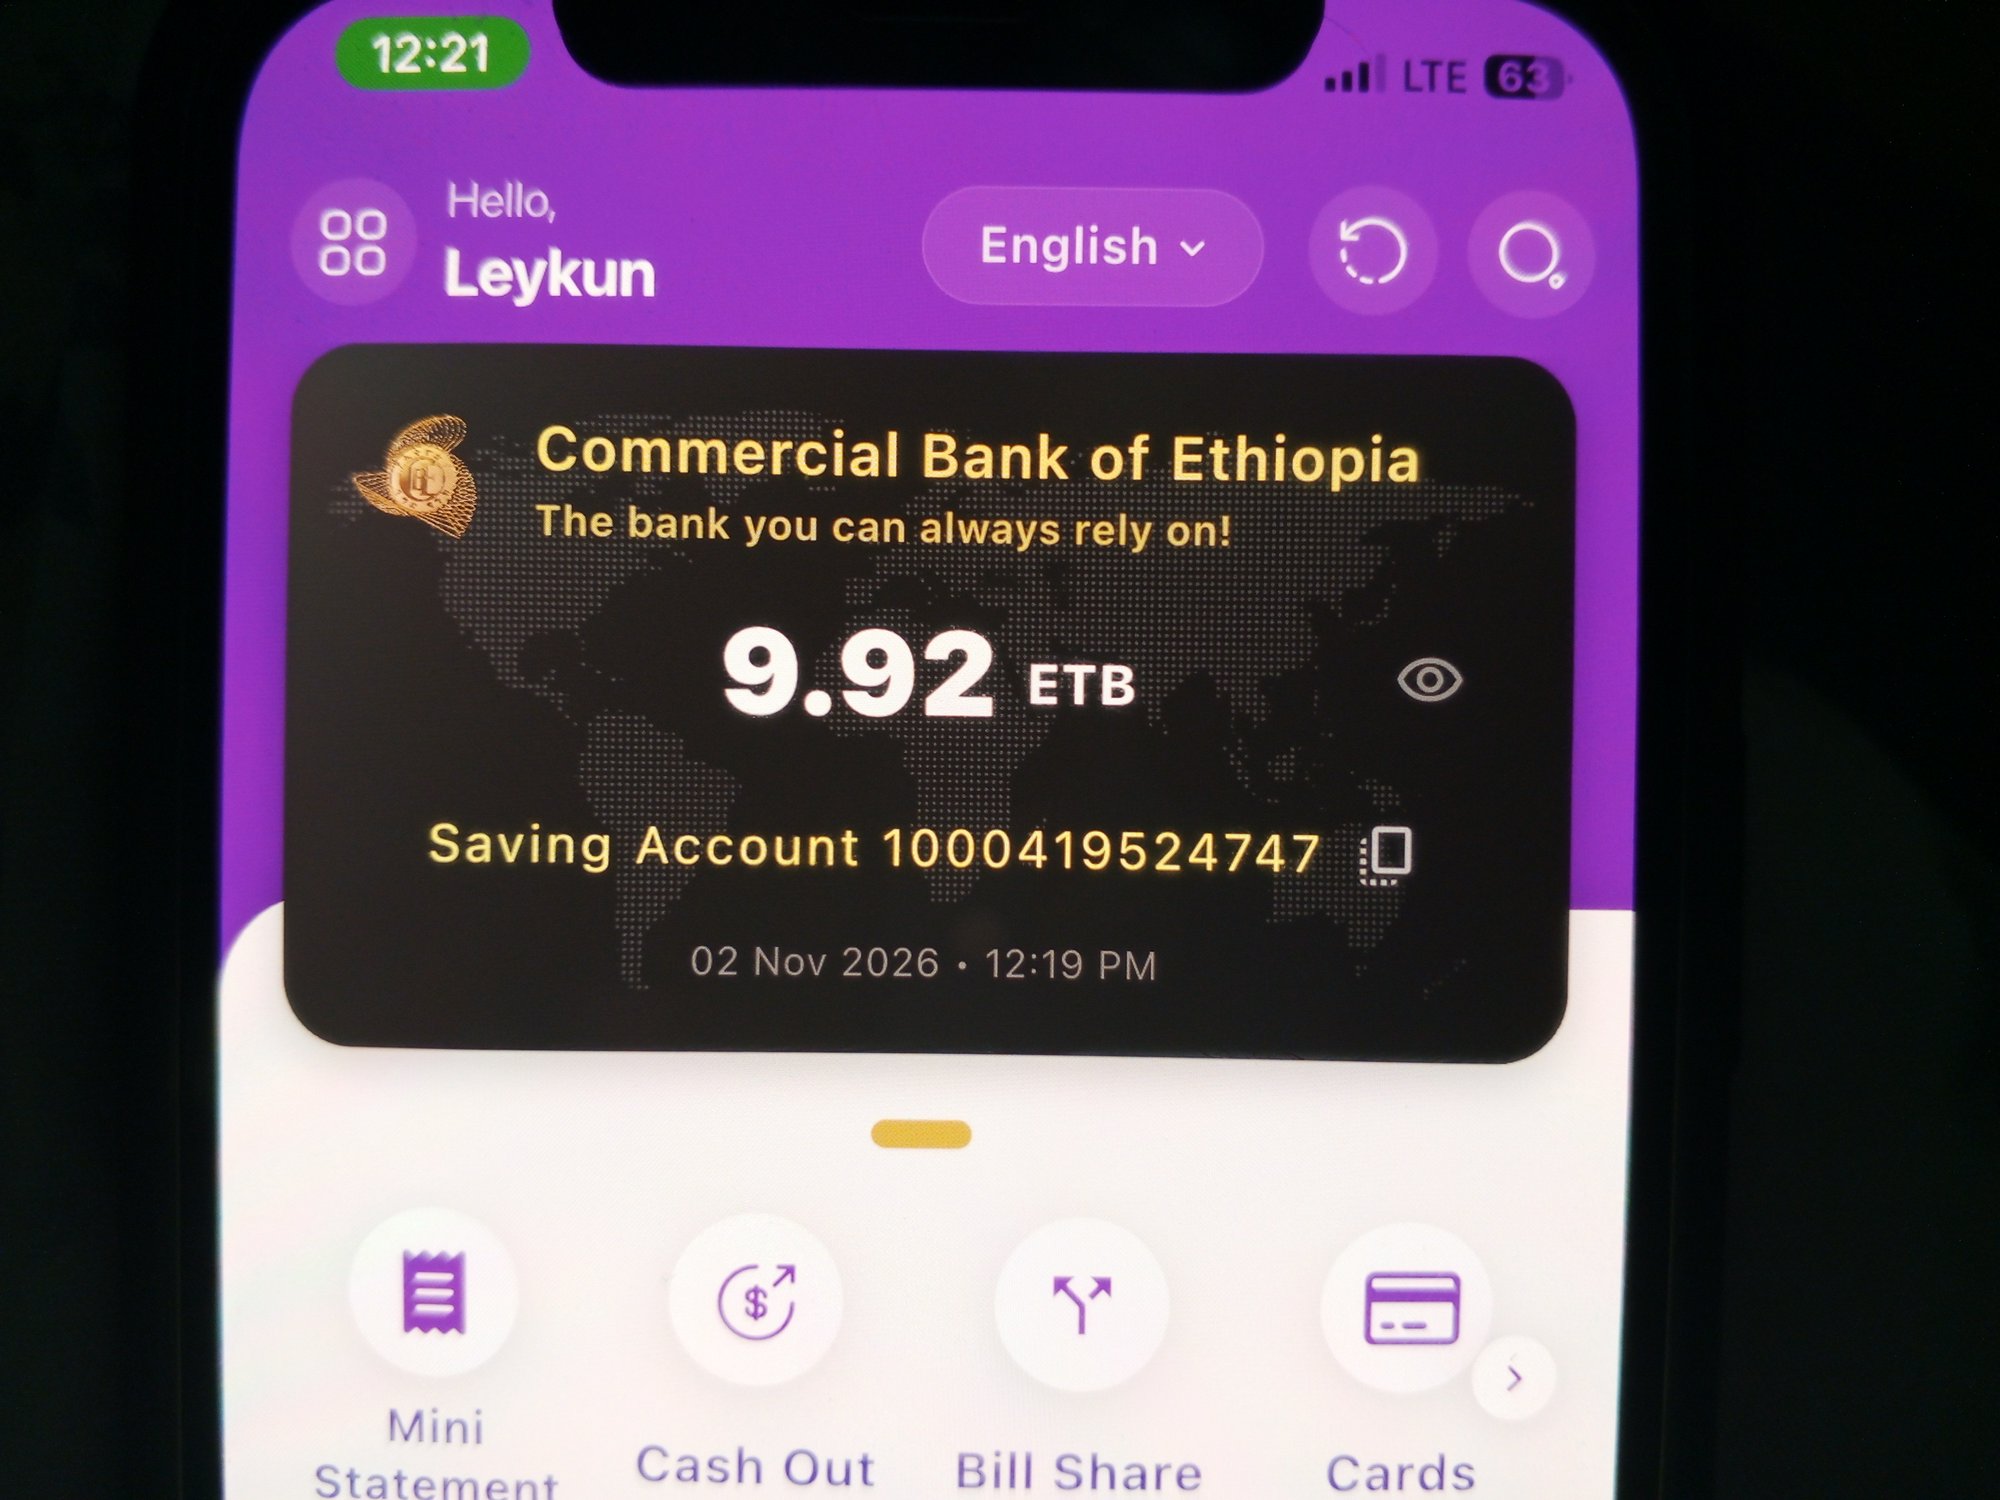 12:21
LTE 63
Hello,
Leykun
English
Commercial Bank of Ethiopia
The bank you can always rely on!
9.92 ETB
Saving Account 1000419524747
02 Nov 2026 • 12:19 PM
Mini
Statement
Cash Out
Bill Share
Cards